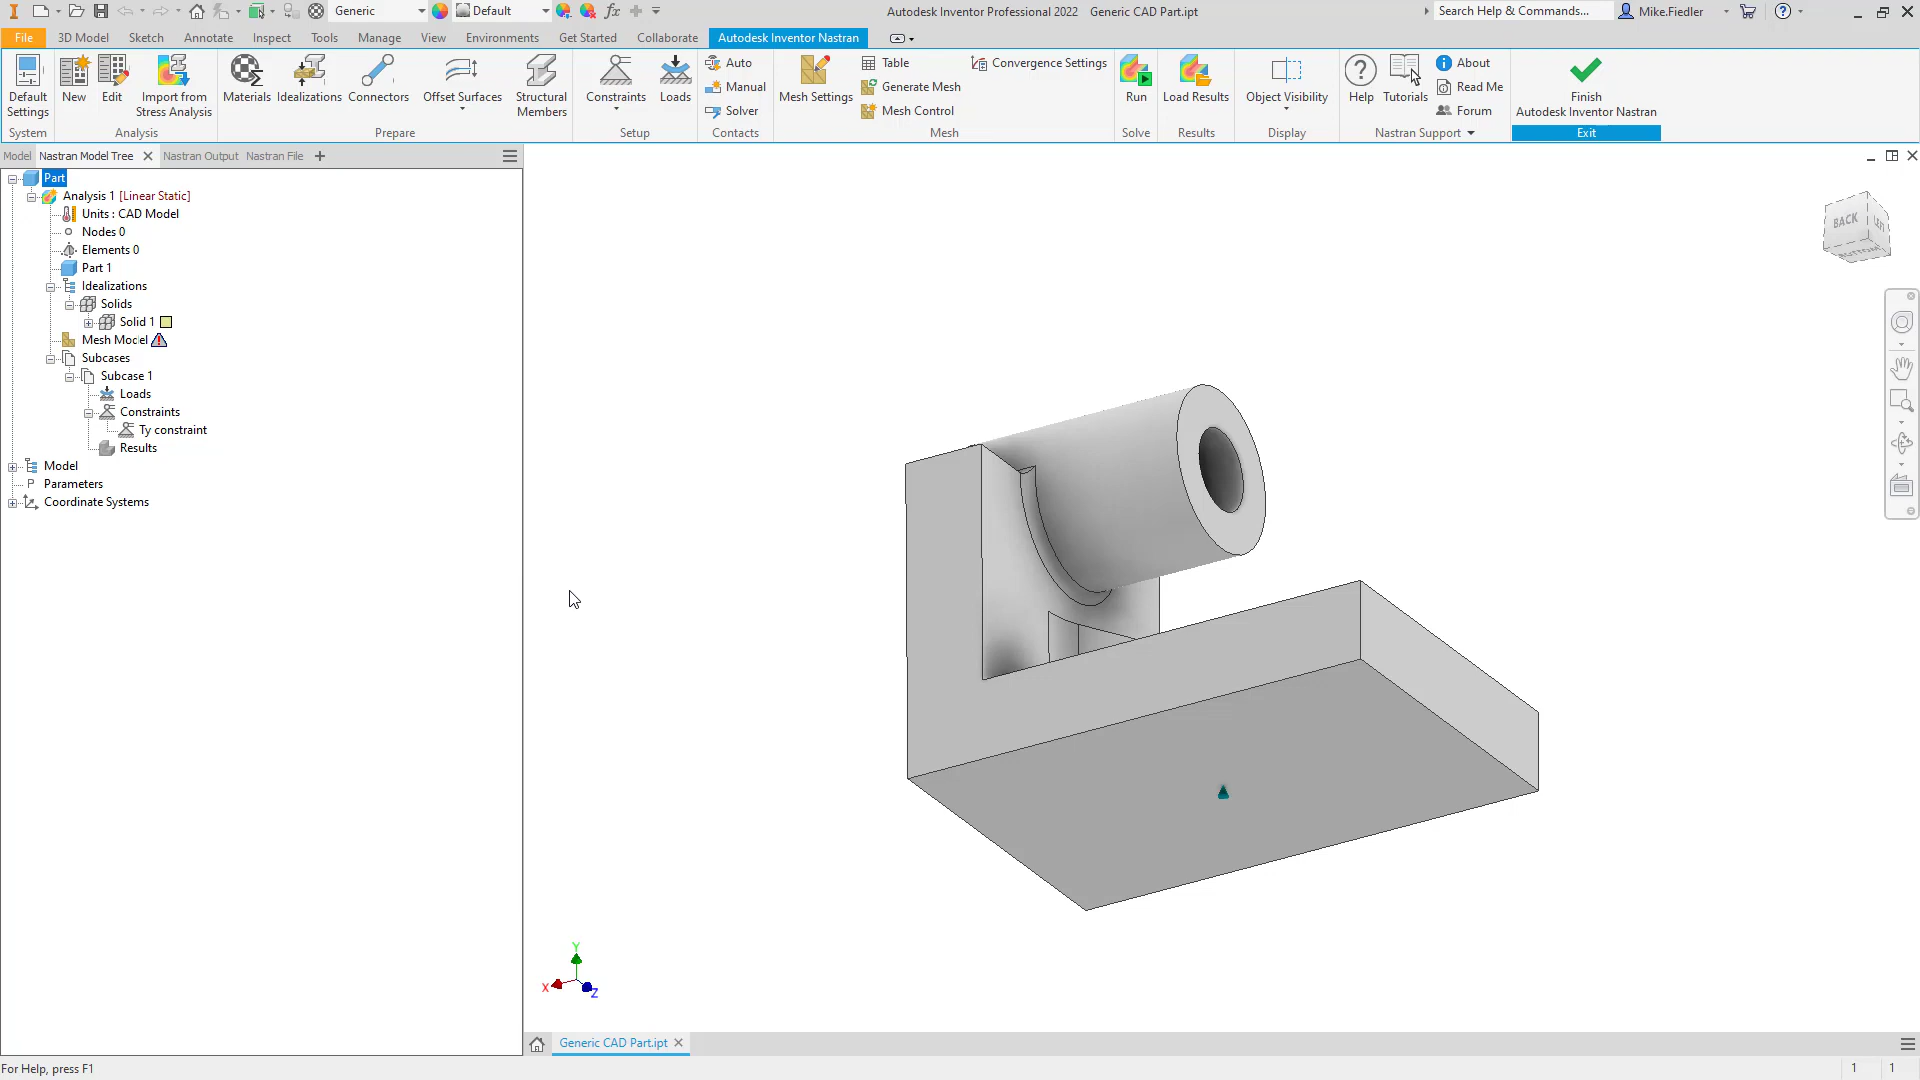 Generic
Default
Autodesk Inventor Professional 2022 Generic CAD Part.ipt
Search Help & Commands...
Mike.Fiedler
File 3D Model Sketch Annotate Inspect Tools Manage View Environments Get Started Collaborate Autodesk Inventor Nastran
Default Settings
New
Edit
Import from Stress Analysis
Materials
Idealizations
Connectors
Offset Surfaces
Structural Members
Constraints
Loads
Auto
Manual
Solver
Mesh Settings
Table
Generate Mesh
Mesh Control
Convergence Settings
Run
Load Results
Object Visibility
Help
Tutorials
About
Read Me
Forum
Finish Autodesk Inventor Nastran
System Analysis Prepare Setup Contacts Mesh Solve Results Display Nastran Support Exit
Model Nastran Model Tree Nastran Output Nastran File
Part
Analysis 1 [Linear Static]
Units : CAD Model
Nodes 0
Elements 0
Part 1
Idealizations
Solids
Solid 1
Mesh Model
Subcases
Subcase 1
Loads
Constraints
Ty constraint
Results
Model
P Parameters
Coordinate Systems
BACK
Y
X
Z
Generic CAD Part.ipt
For Help, press F1
1 1